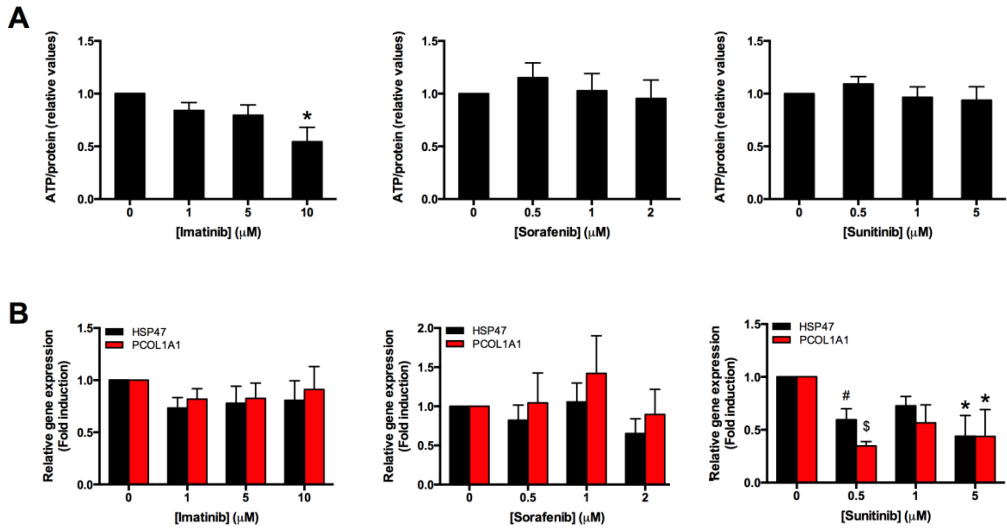 A
ATP/protein (relative values)
1.5
1.0
0.5
0.0
*
0 1 5 10
[Imatinib] (μM)
ATP/protein (relative values)
1.5
1.0
0.5
0.0
0 0.5 1 2
[Sorafenib] (μM)
ATP/protein (relative values)
1.5
1.0
0.5
0.0
0 0.5 1 5
[Sunitinib] (μM)
B
Relative gene expression
(Fold induction)
1.5
1.0
0.5
0.0
HSP47
PCOL1A1
0 1 5 10
[Imatinib] (μM)
Relative gene expression
(Fold induction)
2.0
1.5
1.0
0.5
0.0
HSP47
PCOL1A1
0 0.5 1 2
[Sorafenib] (μM)
Relative gene expression
(Fold induction)
1.5
1.0
0.5
0.0
HSP47
PCOL1A1
#
$
* *
0 0.5 1 5
[Sunitinib] (μM)